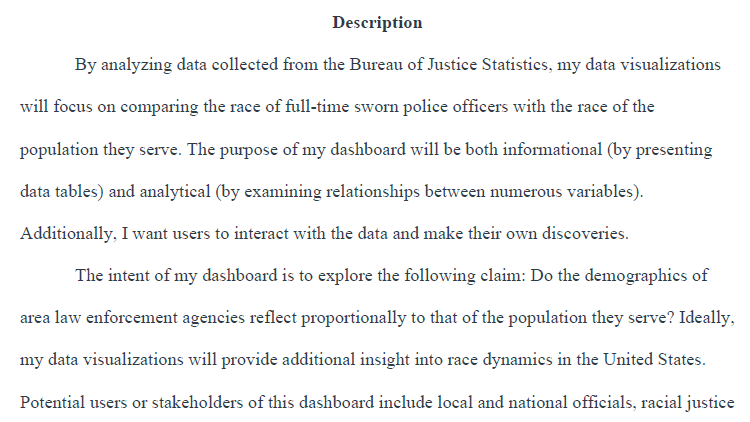 Description
By analyzing data collected from the Bureau of Justice Statistics, my data visualizations
will focus on comparing the race of full-time sworn police officers with the race of the
population they serve. The purpose of my dashboard will be both informational (by presenting
data tables) and analytical (by examining relationships between numerous variables).
Additionally, I want users to interact with the data and make their own discoveries.
The intent of my dashboard is to explore the following claim: Do the demographics of
area law enforcement agencies reflect proportionally to that of the population they serve? Ideally,
my data visualizations will provide additional insight into race dynamics in the United States.
Potential users or stakeholders of this dashboard include local and national officials, racial justice